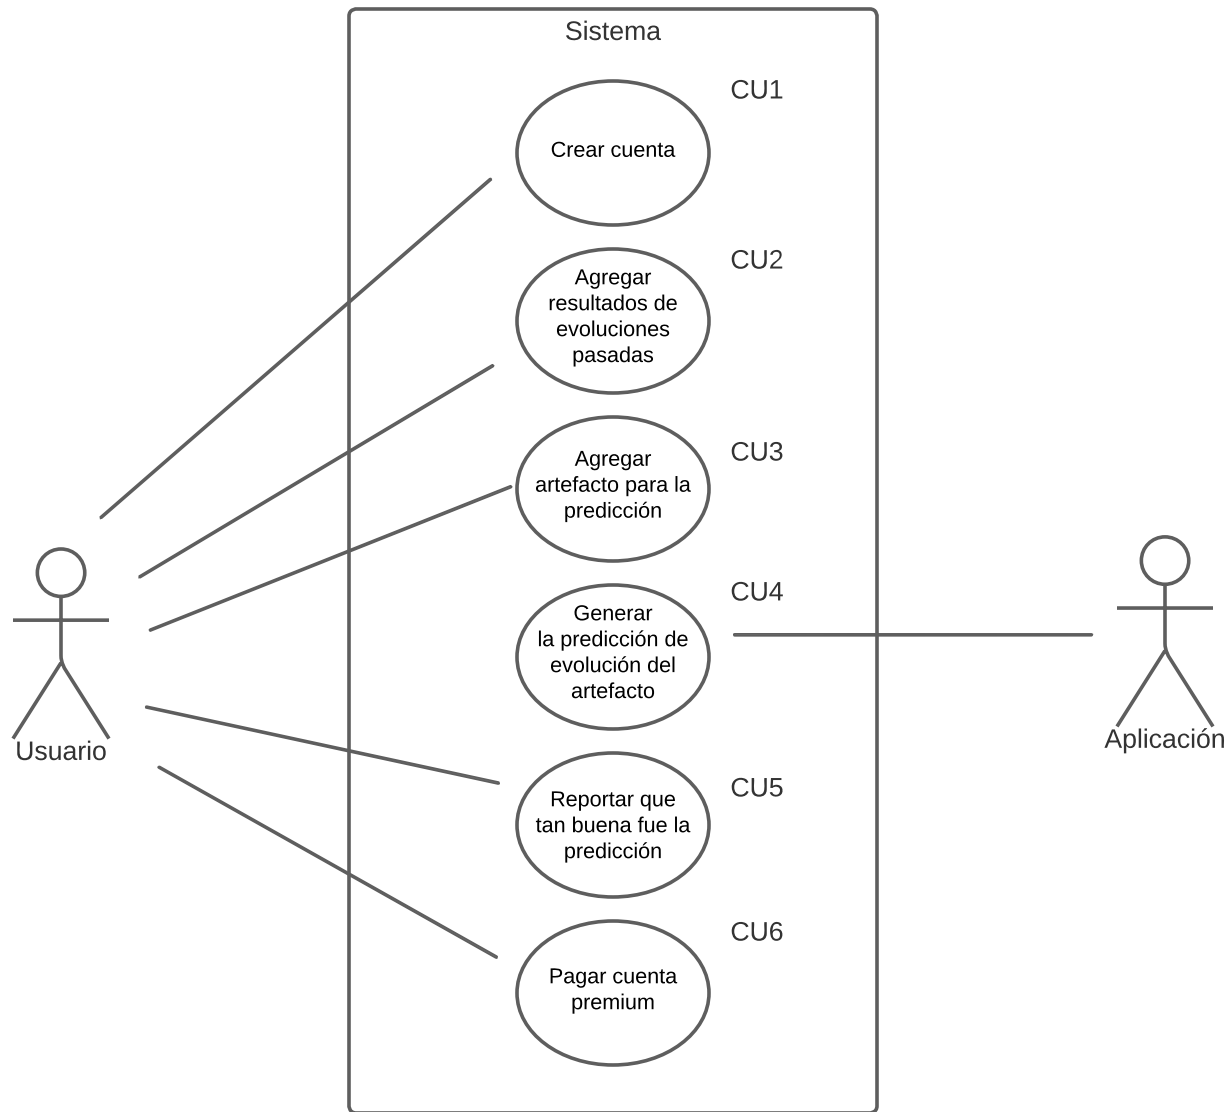 Sistema
CU1
Crear cuenta
CU2
Agregar
resultados de
evoluciones
pasadas
CU3
Agregar
artefacto para la
predicción
CU4
Generar
la predicción de
evolución del
artefacto
Usuario
Aplicación
CU5
Reportar que
tan buena fue la
predicción
CU6
Pagar cuenta
premium